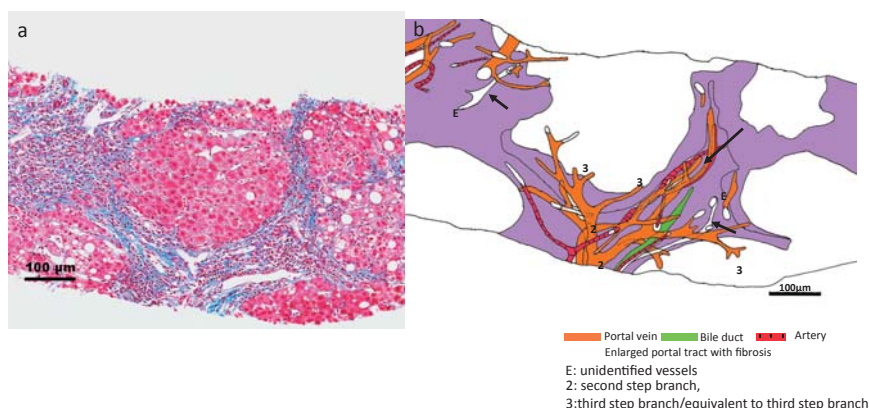 a
100 µm
b
E
3
3
2
E
2
3
100µm
Portal vein Bile duct Artery
Enlarged portal tract with fibrosis
E: unidentified vessels
2: second step branch,
3:third step branch/equivalent to third step branch